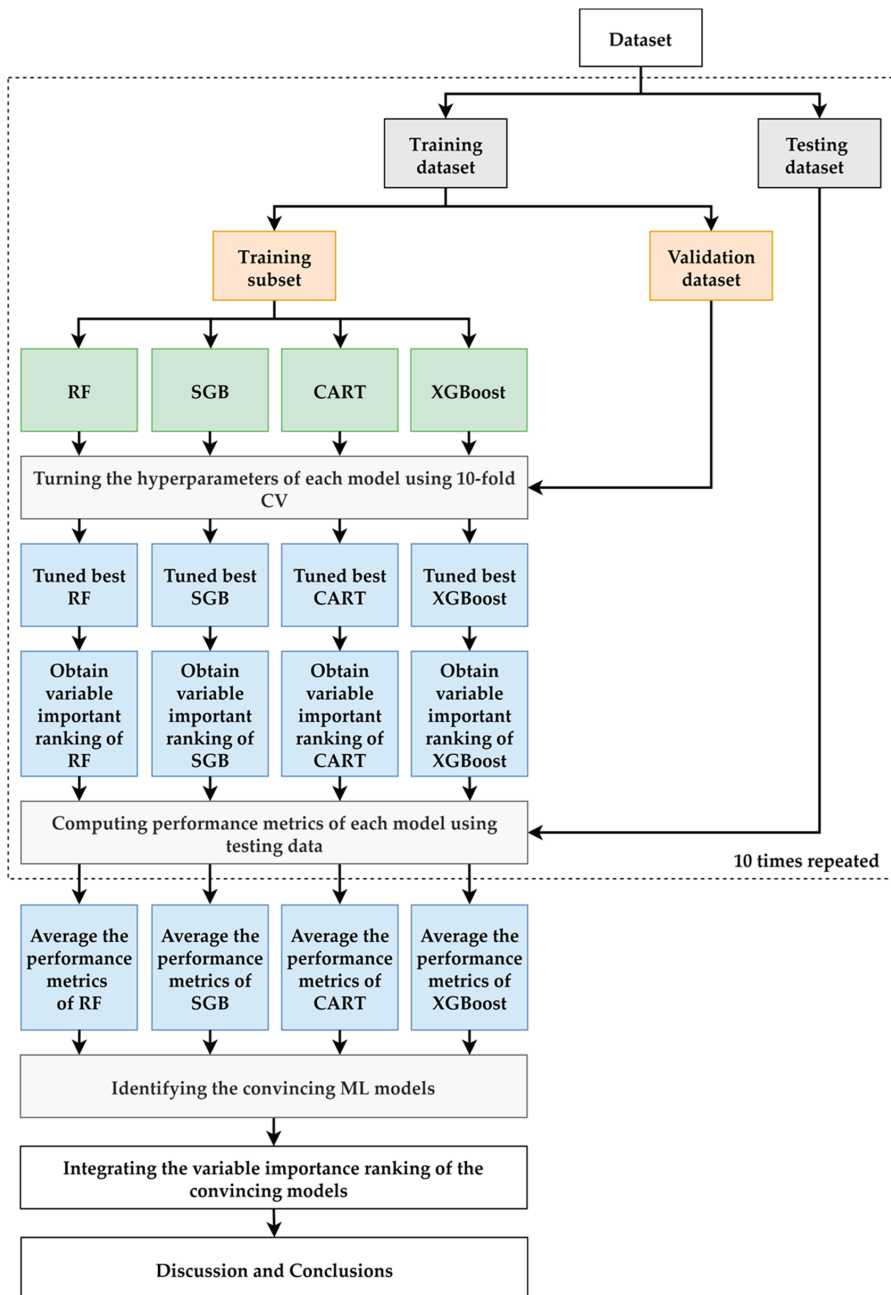 Dataset
Training
dataset
Testing
dataset
Training
subset
Validation
dataset
RF
SGB
CART
XGBoost
Turning the hyperparameters of each model using 10-fold
CV
Tuned best
RF
Tuned best
SGB
Tuned best
CART
Tuned best
XGBoost
Obtain
variable
important
ranking of
RF
Obtain
variable
important
ranking of
SGB
Obtain
variable
important
ranking of
CART
Obtain
variable
important
ranking of
XGBoost
Computing performance metrics of each model using
testing data
10 times repeated
Average the
performance
metrics
of RF
Average the
performance
metrics of
SGB
Average the
performance
metrics of
CART
Average the
performance
metrics of
XGBoost
Identifying the convincing ML models
Integrating the variable importance ranking of the
convincing models
Discussion and Conclusions